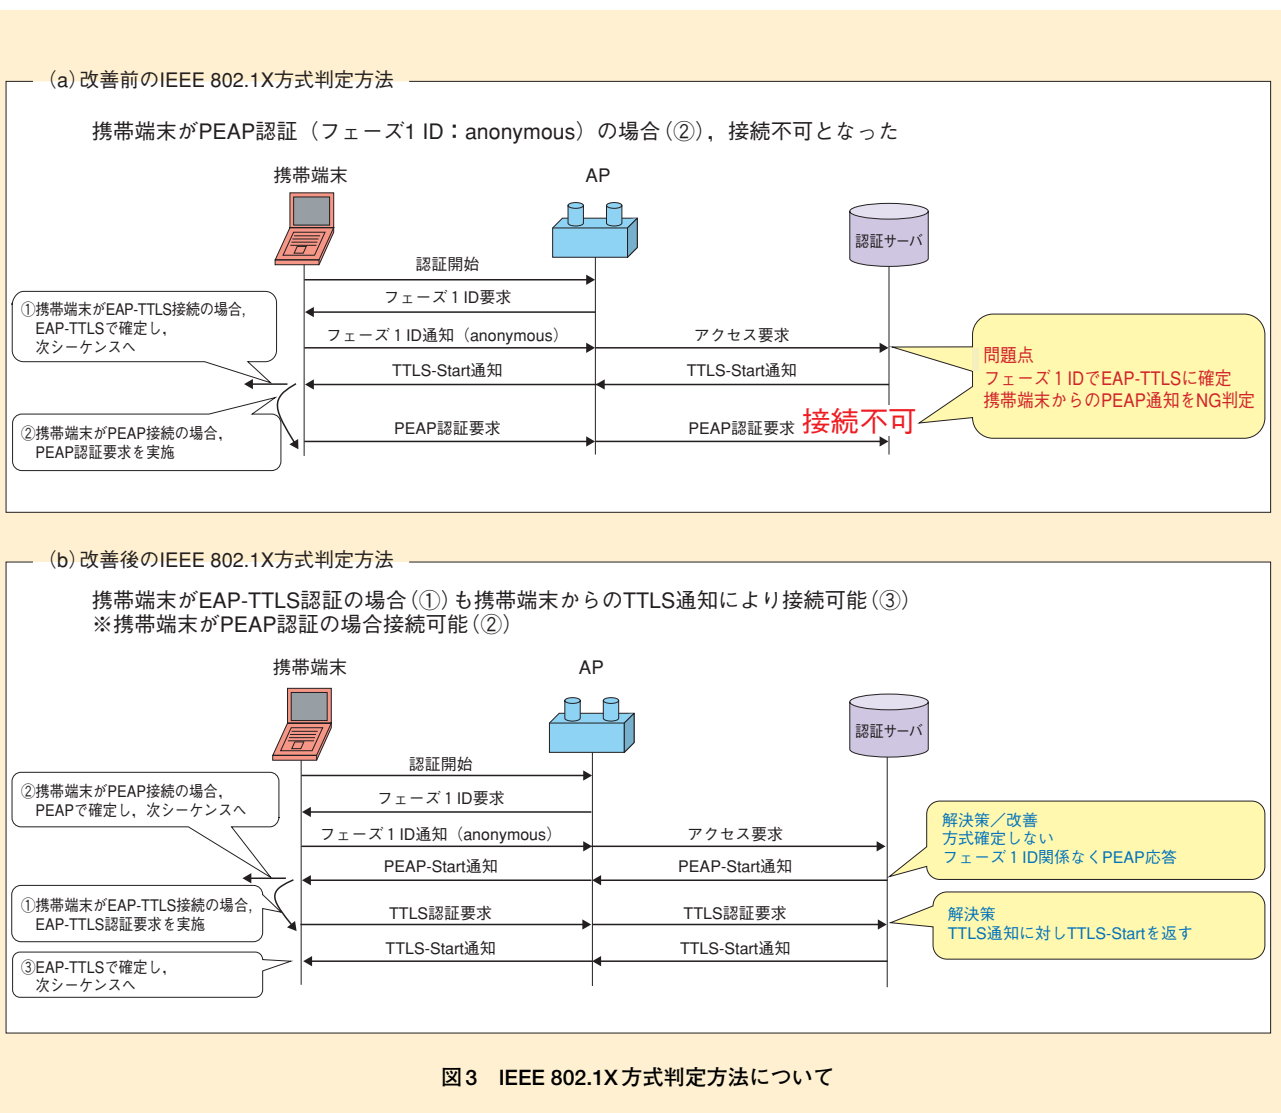 (a)改善前のIEEE 802.1X方式判定方法
携帯端末がPEAP認証（フェーズ1 ID：anonymous）の場合(②)，接続不可となった
携帯端末
AP
認証サーバ
認証開始
フェーズ1 ID要求
①携帯端末がEAP-TTLS接続の場合，
EAP-TTLSで確定し，
次シーケンスへ
フェーズ1 ID通知（anonymous）
アクセス要求
TTLS-Start通知
TTLS-Start通知
問題点
フェーズ1 IDでEAP-TTLSに確定
携帯端末からのPEAP通知をNG判定
②携帯端末がPEAP接続の場合，
PEAP認証要求を実施
PEAP認証要求
PEAP認証要求
接続不可
(b)改善後のIEEE 802.1X方式判定方法
携帯端末がEAP-TTLS認証の場合(①)も携帯端末からのTTLS通知により接続可能(③)
※携帯端末がPEAP認証の場合接続可能(②)
携帯端末
AP
認証サーバ
認証開始
②携帯端末がPEAP接続の場合，
PEAPで確定し，次シーケンスへ
フェーズ1 ID要求
フェーズ1 ID通知（anonymous）
アクセス要求
PEAP-Start通知
PEAP-Start通知
解決策／改善
方式確定しない
フェーズ1 ID関係なくPEAP応答
①携帯端末がEAP-TTLS接続の場合，
EAP-TTLS認証要求を実施
TTLS認証要求
TTLS認証要求
解決策
TTLS通知に対しTTLS-Startを返す
TTLS-Start通知
TTLS-Start通知
③EAP-TTLSで確定し，
次シーケンスへ
図3　IEEE 802.1X方式判定方法について